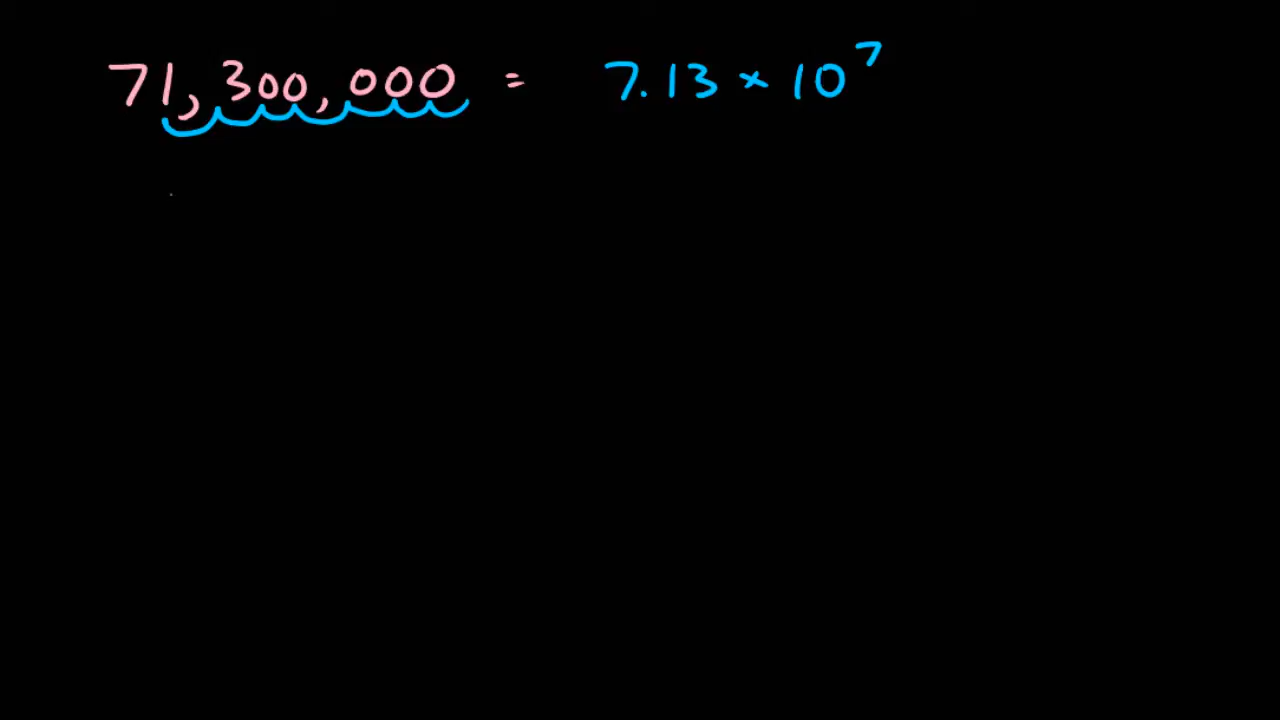 71,300,000 = 7.13 × 10⁷